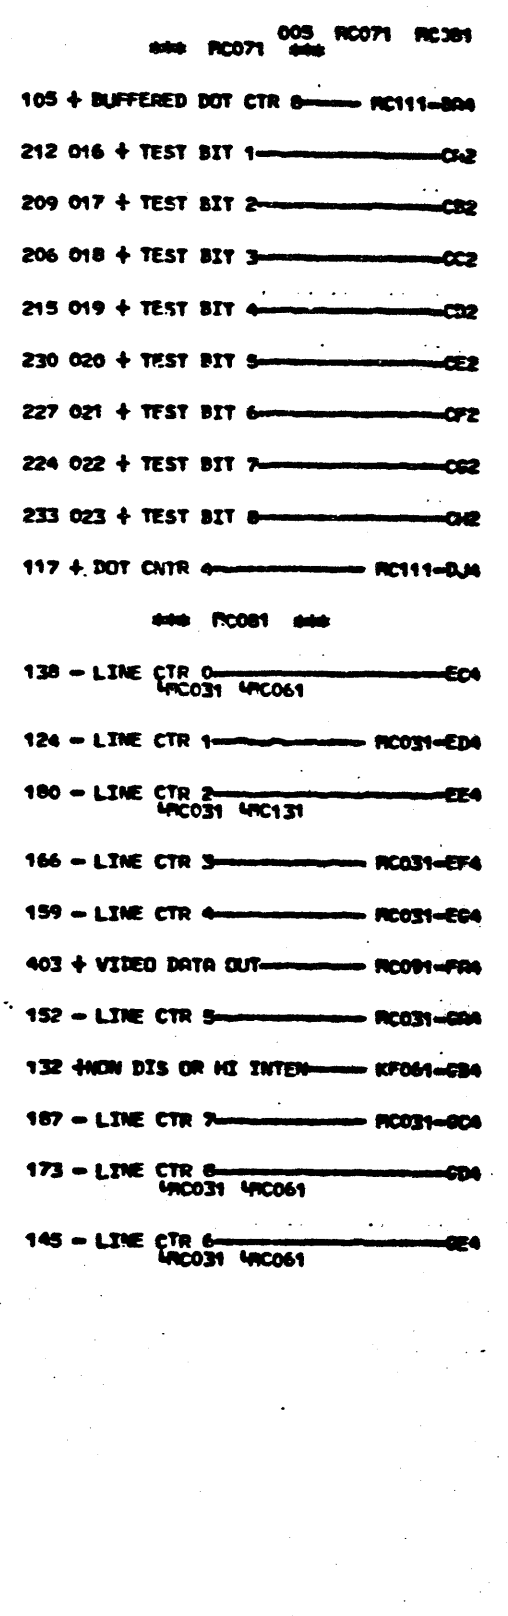 005 RC071 RC081
*** RC071 ***
105 + BUFFERED DOT CTR 8 RC111-BA4
212 016 + TEST BIT 1 CA2
209 017 + TEST BIT 2 CB2
206 018 + TEST BIT 3 CC2
215 019 + TEST BIT 4 CD2
230 020 + TEST BIT 5 CE2
227 021 + TEST BIT 6 CF2
224 022 + TEST BIT 7 CG2
233 023 + TEST BIT 8 CH2
117 + DOT CNTR 4 RC111-DJ4
*** RC081 ***
138 - LINE CTR 0 EC4
RC031 RC061
124 - LINE CTR 1 RC031-ED4
180 - LINE CTR 2 EE4
RC031 RC131
166 - LINE CTR 3 RC031-EF4
159 - LINE CTR 4 RC031-EG4
403 + VIDEO DATA OUT RC091-FA4
152 - LINE CTR 5 RC031-GA4
132 +NON DIS OR HI INTEN KF061-GB4
187 - LINE CTR 7 RC031-GC4
173 - LINE CTR 8 GD4
RC031 RC061
145 - LINE CTR 6 GE4
RC031 RC061